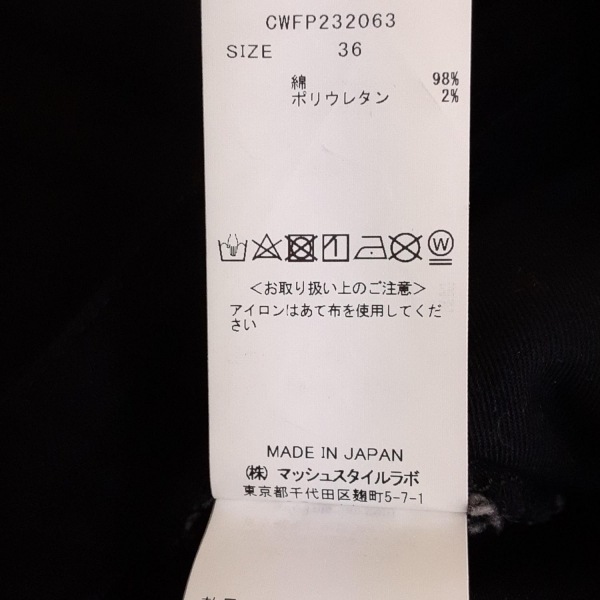 CWFP232063
SIZE 36
綿 98%
ポリウレタン 2%
W
<お取り扱い上のご注意>
アイロンはあて布を使用してくだ
さい
MADE IN JAPAN
(株) マッシュスタイルラボ
東京都千代田区麹町5-7-1